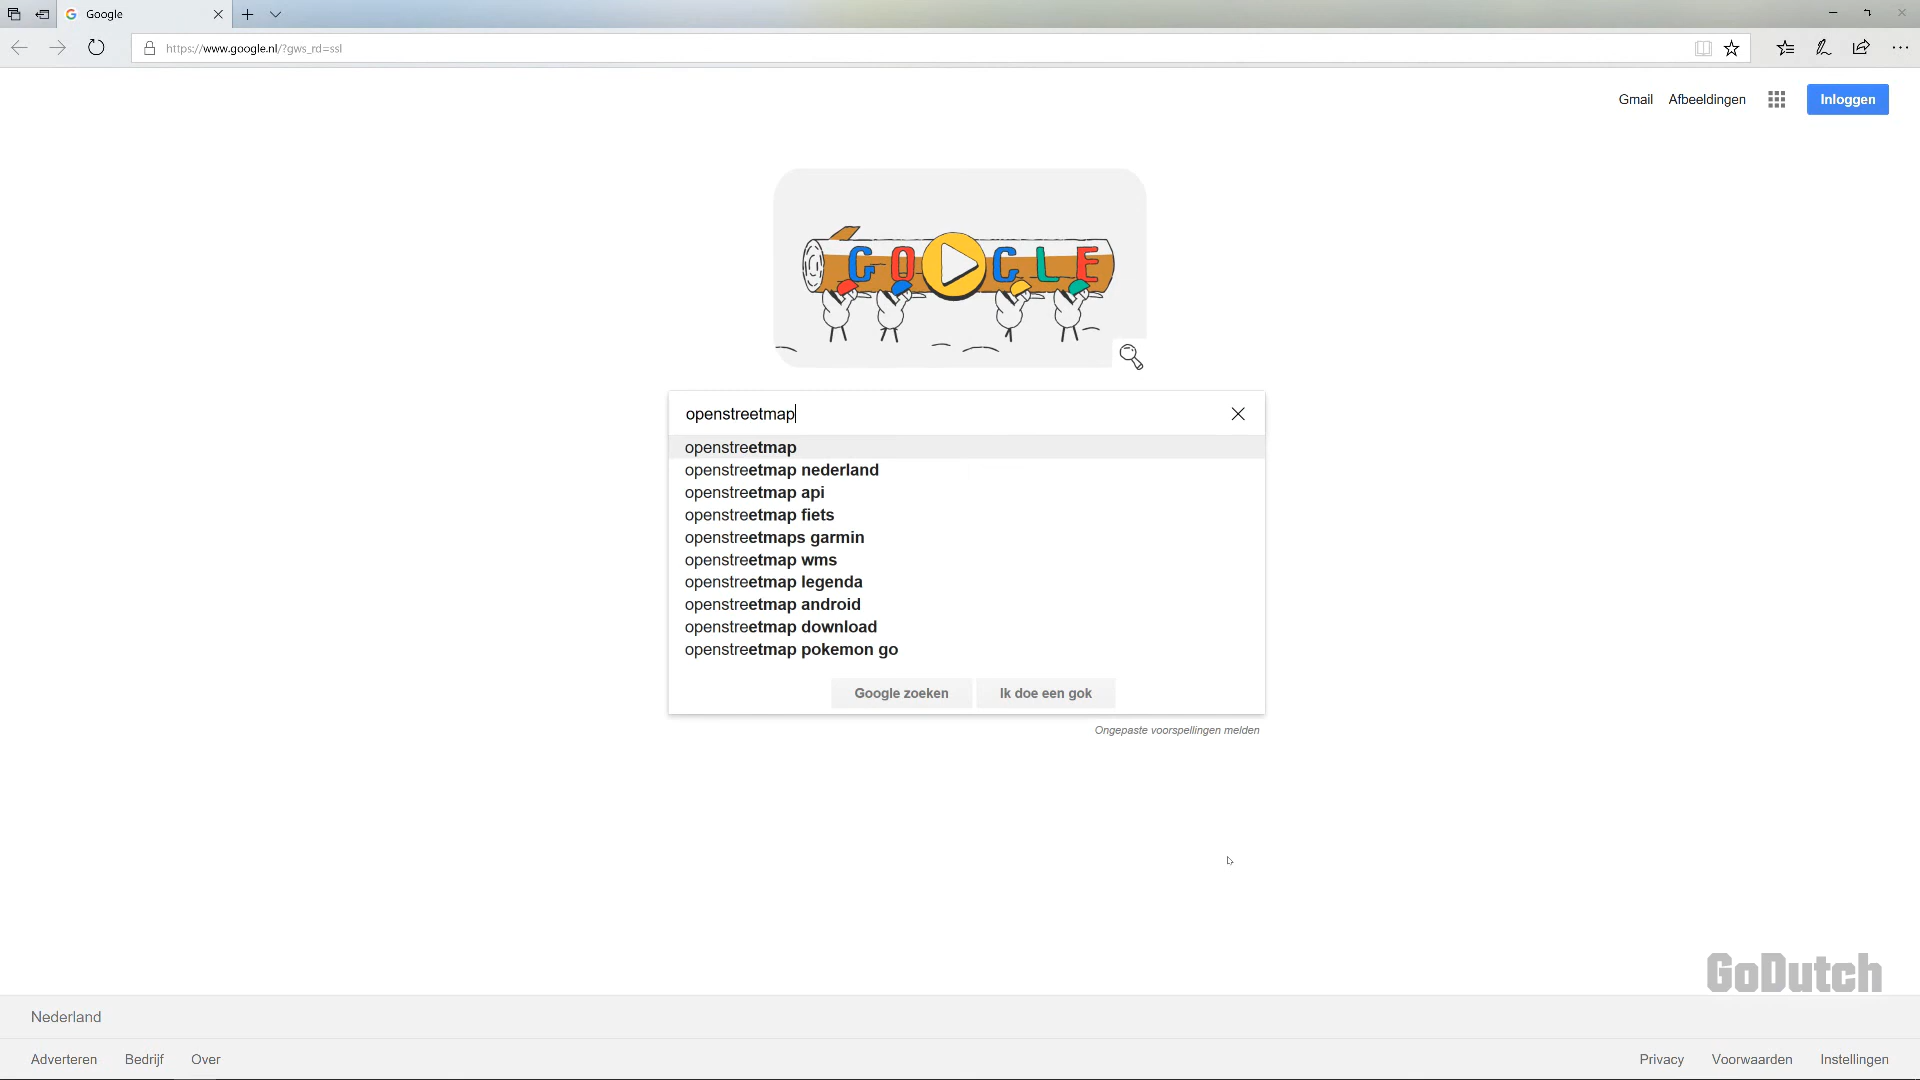 Google
https://www.google.nl/?gws_rd=ssl
Gmail Afbeeldingen Inloggen
GOGLE
openstreetmap
openstreetmap
openstreetmap nederland
openstreetmap api
openstreetmap fiets
openstreetmaps garmin
openstreetmap wms
openstreetmap legenda
openstreetmap android
openstreetmap download
openstreetmap pokemon go
Google zoeken Ik doe een gok
Ongepaste voorspellingen melden
GoDutch
Nederland
Adverteren Bedrijf Over Privacy Voorwaarden Instellingen